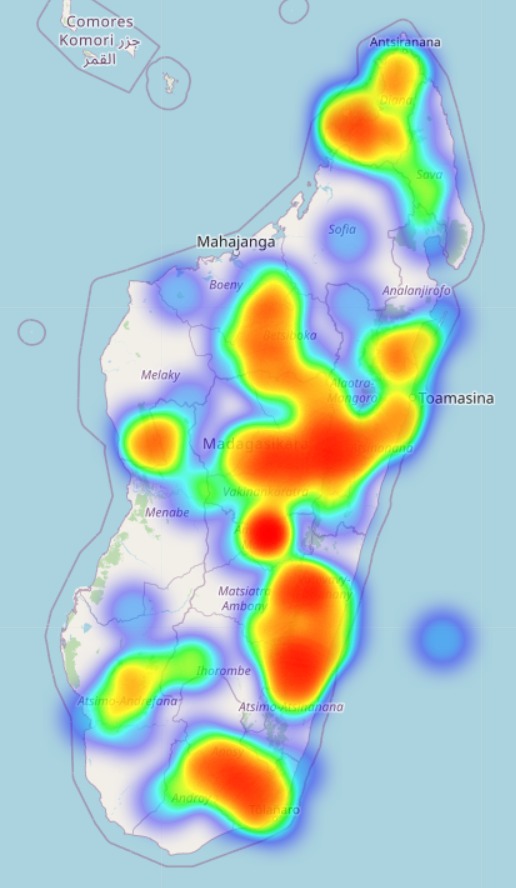 Comores
Komori جزر
القمر
Antsiranana
Diana
Sava
Sofia
Mahajanga
Boeny
Analanjirofo
Betsiboka
Melaky
Alaotra-
Mangoro
Toamasina
Madagasikara
Vakinankaratra
Menabe
Matsiatra
Ambony
Ihorombe
Atsimo-Andrefana
Atsimo-Atsinanana
Anosy
Androy
Tolanaro